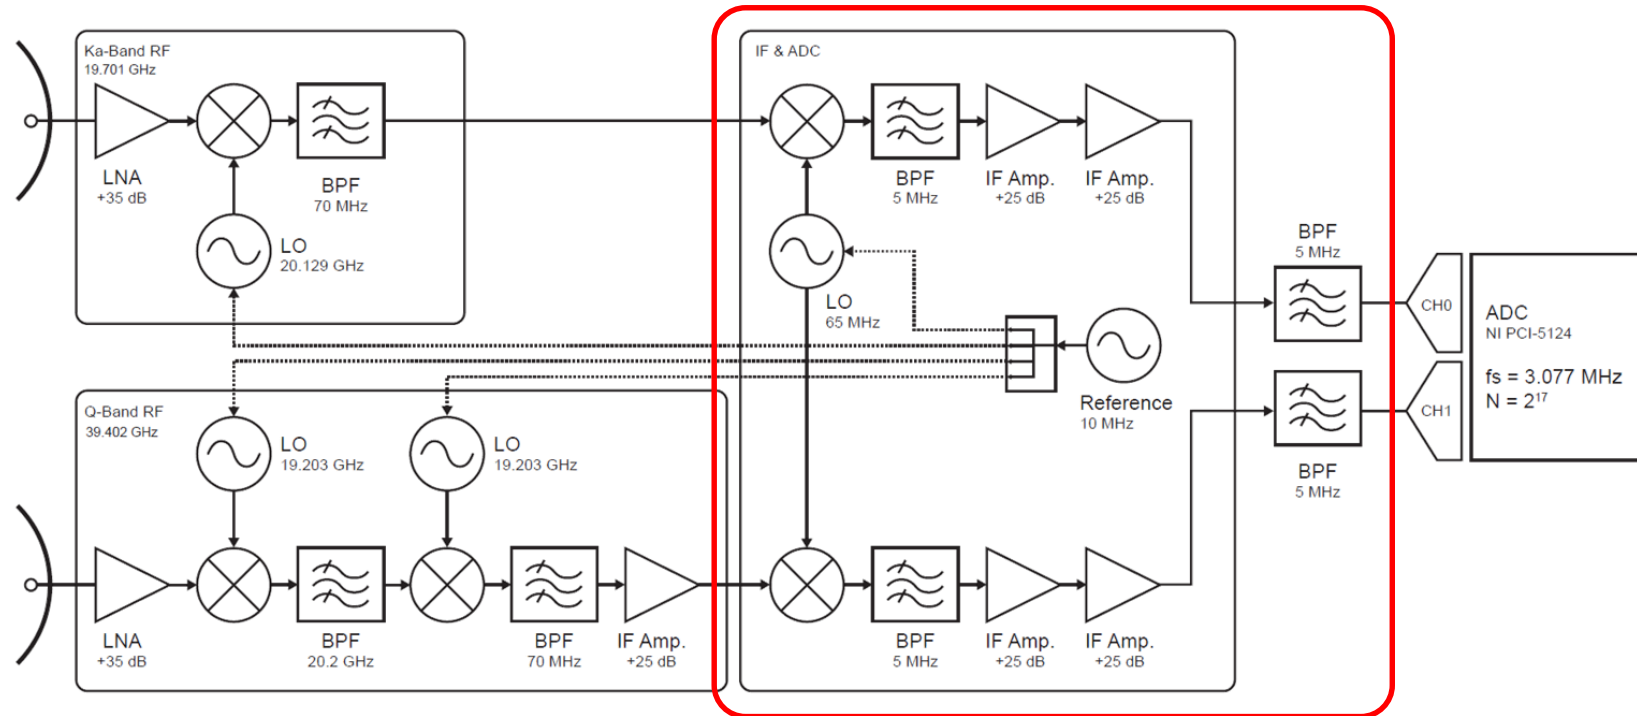 Ka-Band RF
19.701 GHz
LNA
+35 dB
BPF
70 MHz
LO
20.129 GHz
IF & ADC
BPF
5 MHz
IF Amp.
+25 dB
IF Amp.
+25 dB
LO
65 MHz
Reference
10 MHz
BPF
5 MHz
CH0
ADC
NI PCI-5124
fs = 3.077 MHz
N = 2¹⁷
CH1
BPF
5 MHz
Q-Band RF
39.402 GHz
LO
19.203 GHz
LO
19.203 GHz
LNA
+35 dB
BPF
20.2 GHz
BPF
70 MHz
IF Amp.
+25 dB
BPF
5 MHz
IF Amp.
+25 dB
IF Amp.
+25 dB